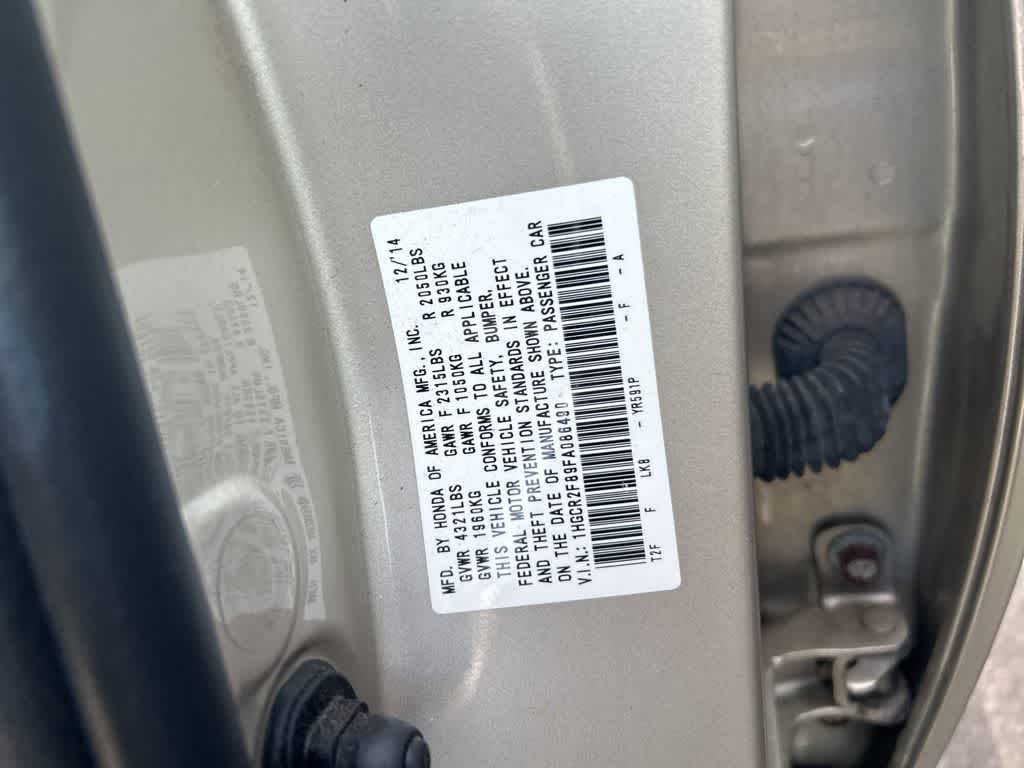 MFD. BY HONDA OF AMERICA MFG., INC. 12/14
GVWR 4321LBS GAWR F 2315LBS R 2050LBS
GVWR 1960KG GAWR F 1050KG R 930KG
THIS VEHICLE CONFORMS TO ALL APPLICABLE
FEDERAL MOTOR VEHICLE SAFETY, BUMPER,
AND THEFT PREVENTION STANDARDS IN EFFECT
ON THE DATE OF MANUFACTURE SHOWN ABOVE.
V.I.N.: 1HGCR2F89FA086490 TYPE: PASSENGER CAR
T2F F LKB - YR591P - F - A